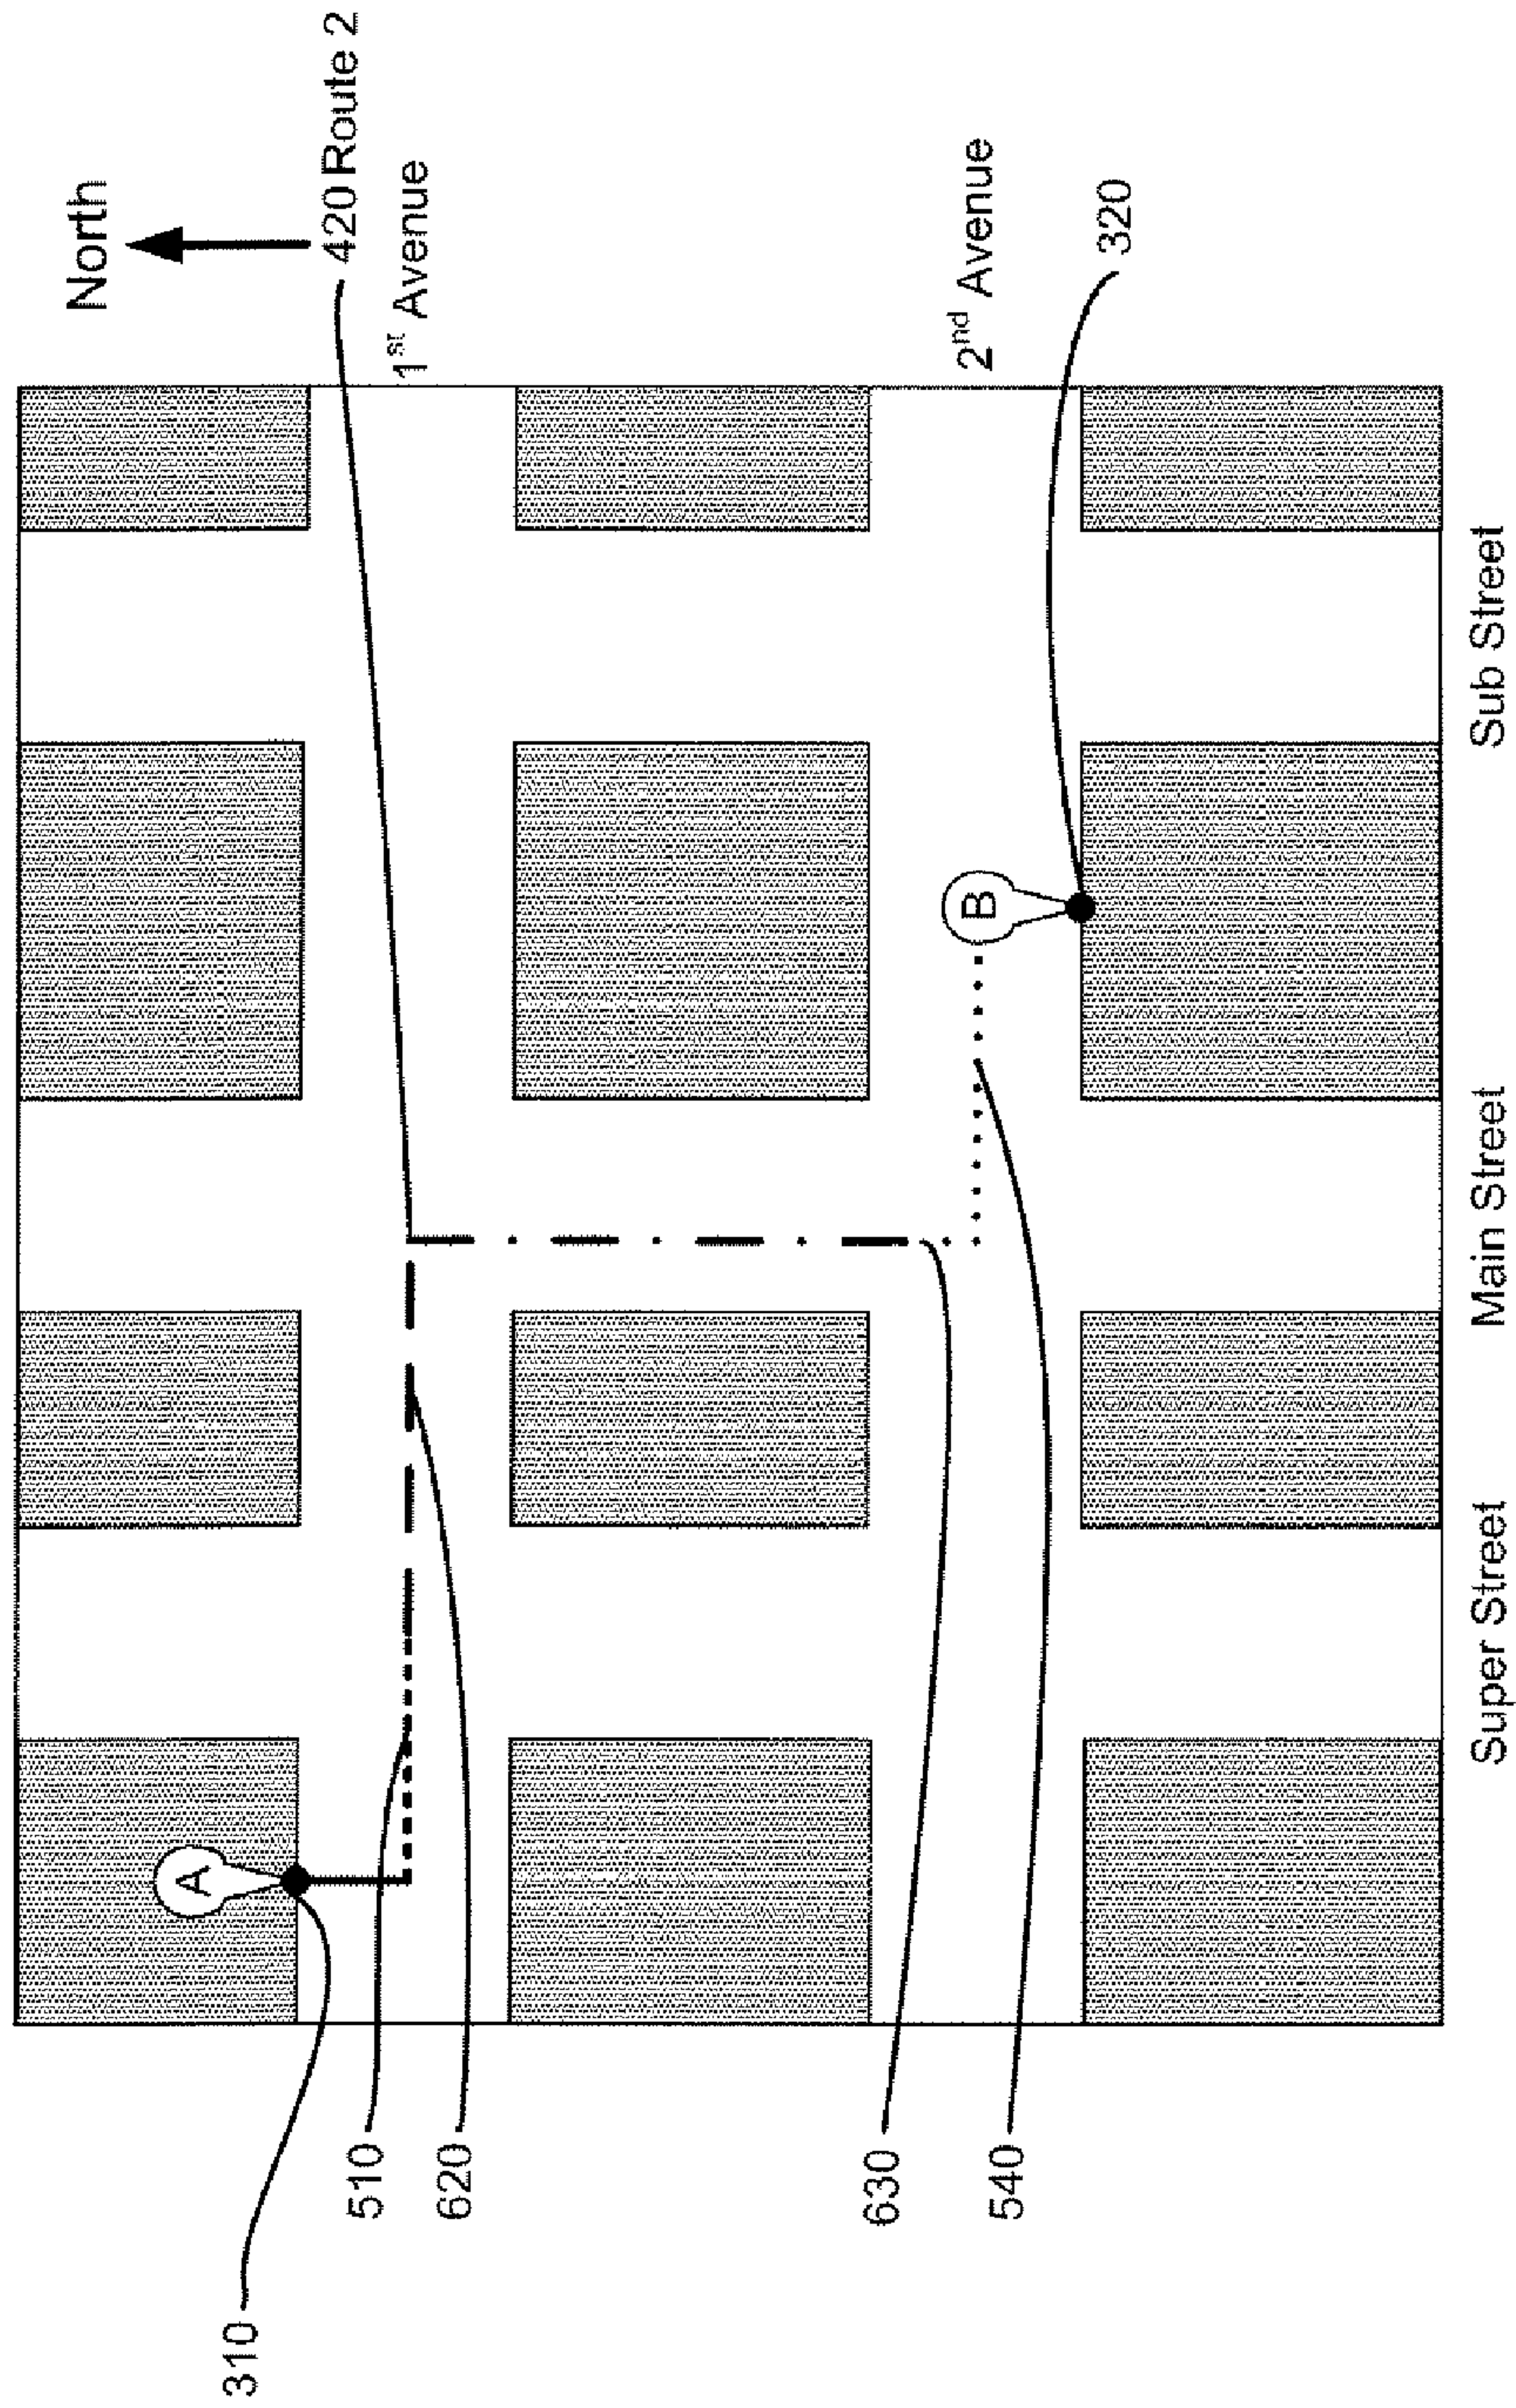 North
420 Route 2
1st Avenue
2nd Avenue
320
A
B
310
510
620
630
540
Super Street
Main Street
Sub Street